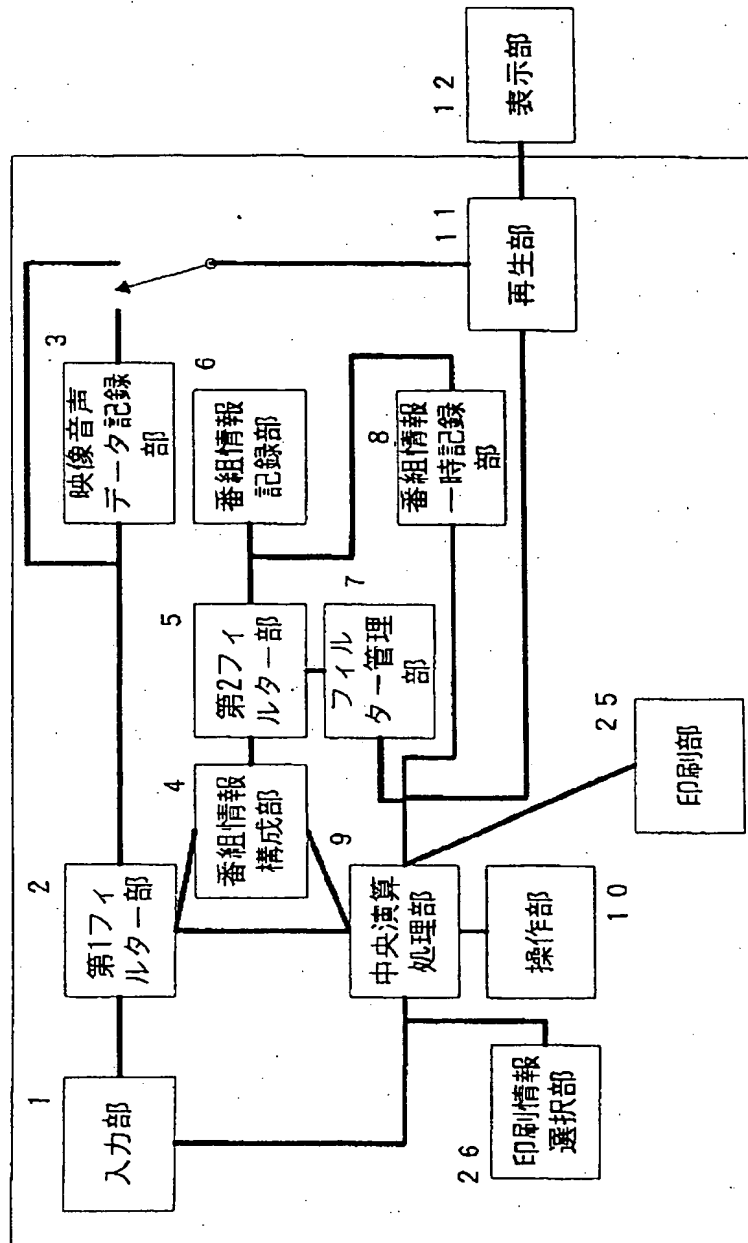 1
入力部
2
第1フィ
ルター部
3
映像音声
データ記録
部
4
番組情報
構成部
5
第2フィ
ルター部
6
番組情報
記録部
7
フィル
ター管理
部
8
番組情報
一時記録
部
9
中央演算
処理部
10
操作部
11
再生部
12
表示部
25
印刷部
26
印刷情報
選択部